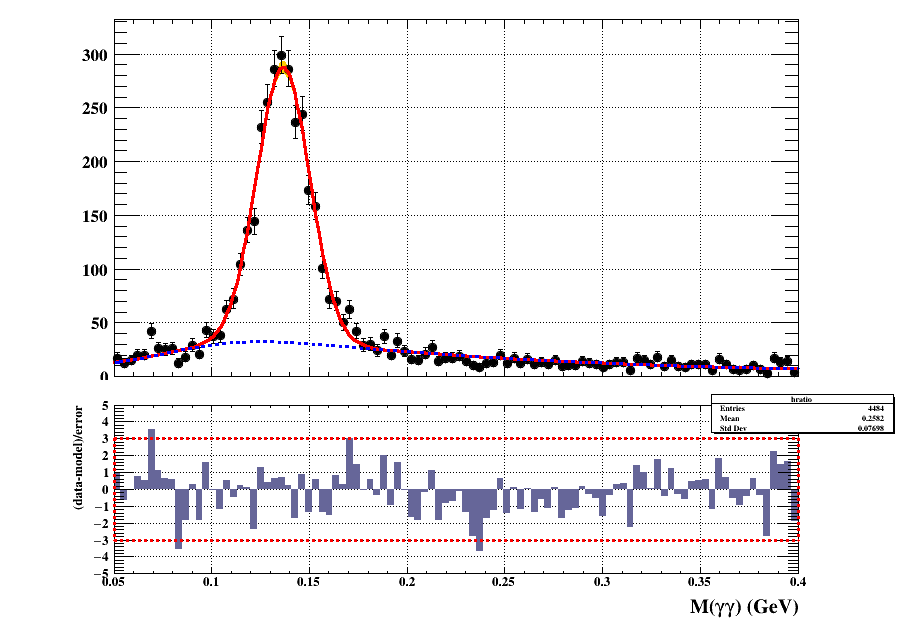 300
250
200
150
100
50
0
hratio
Entries 4484
Mean 0.2582
Std Dev 0.07698
(data-model)/error
5
4
3
2
1
0
−1
−2
−3
−4
−5
0.05 0.1 0.15 0.2 0.25 0.3 0.35 0.4
M(γγ) (GeV)